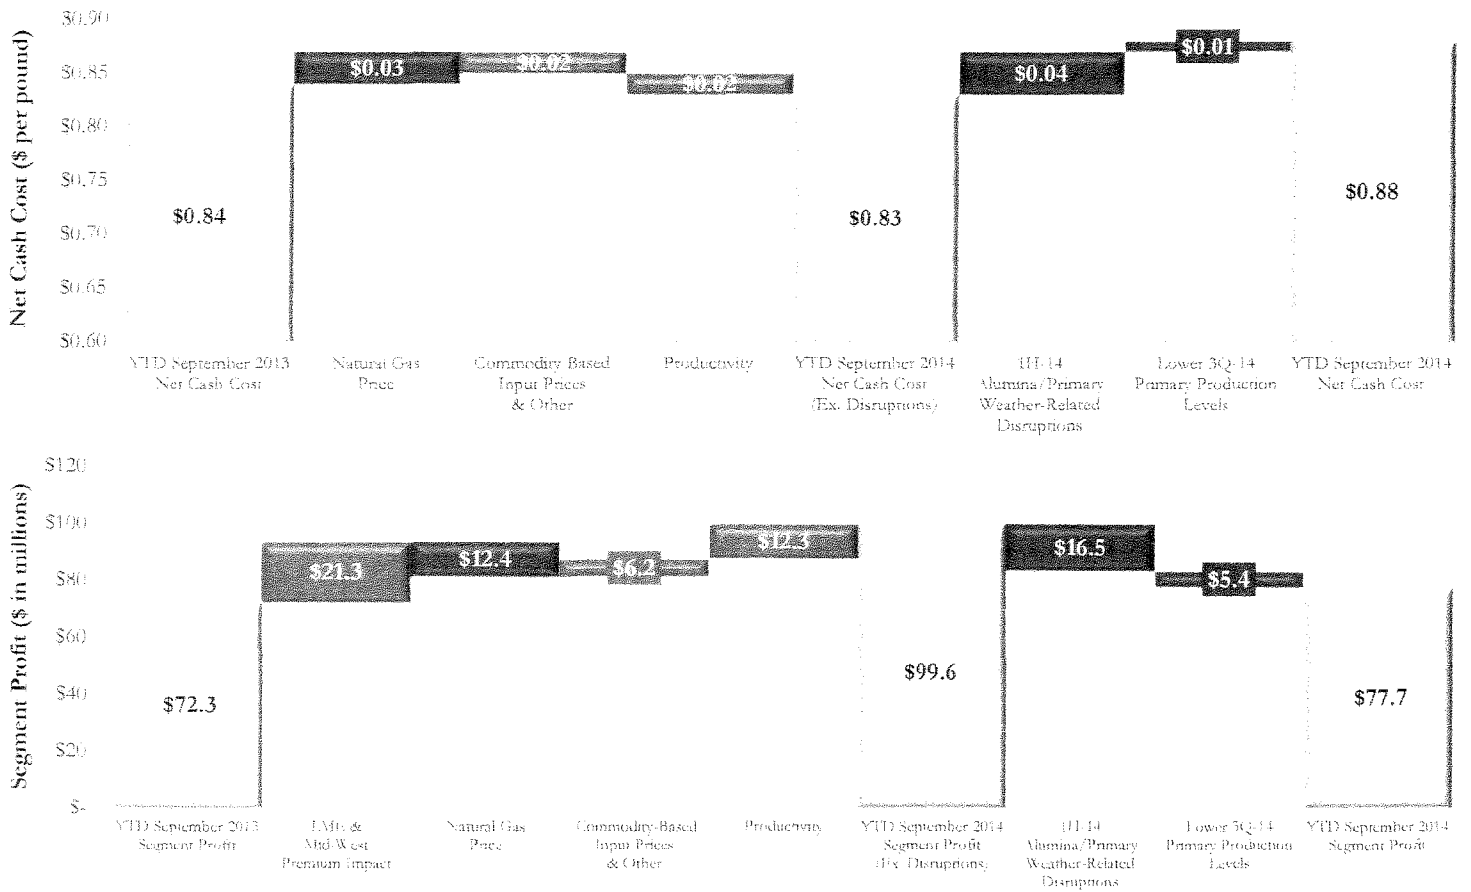 Net Cash Cost ($ per pound)
$0.90
$0.85
$0.80
$0.75
$0.70
$0.65
$0.60
$0.84
$0.03
$0.02
$0.02
$0.83
$0.04
$0.01
$0.88
YTD September 2013
Net Cash Cost
Natural Gas
Price
Commodity Based
Input Prices
& Other
Productivity
YTD September 2014
Net Cash Cost
(Ex. Disruptions)
1H-14
Alumina/Primary
Weather-Related
Disruptions
Lower 3Q-14
Primary Production
Levels
YTD September 2014
Net Cash Cost
Segment Profit ($ in millions)
$120
$100
$80
$60
$40
$20
$-
$72.3
$21.3
$12.4
$6.2
$12.3
$99.6
$16.5
$5.4
$77.7
YTD September 2013
Segment Profit
LME &
Mid-West
Premium Impact
Natural Gas
Price
Commodity-Based
Input Prices
& Other
Productivity
YTD September 2014
Segment Profit
(Ex. Disruptions)
1H-14
Alumina/Primary
Weather-Related
Disruptions
Lower 3Q-14
Primary Production
Levels
YTD September 2014
Segment Profit